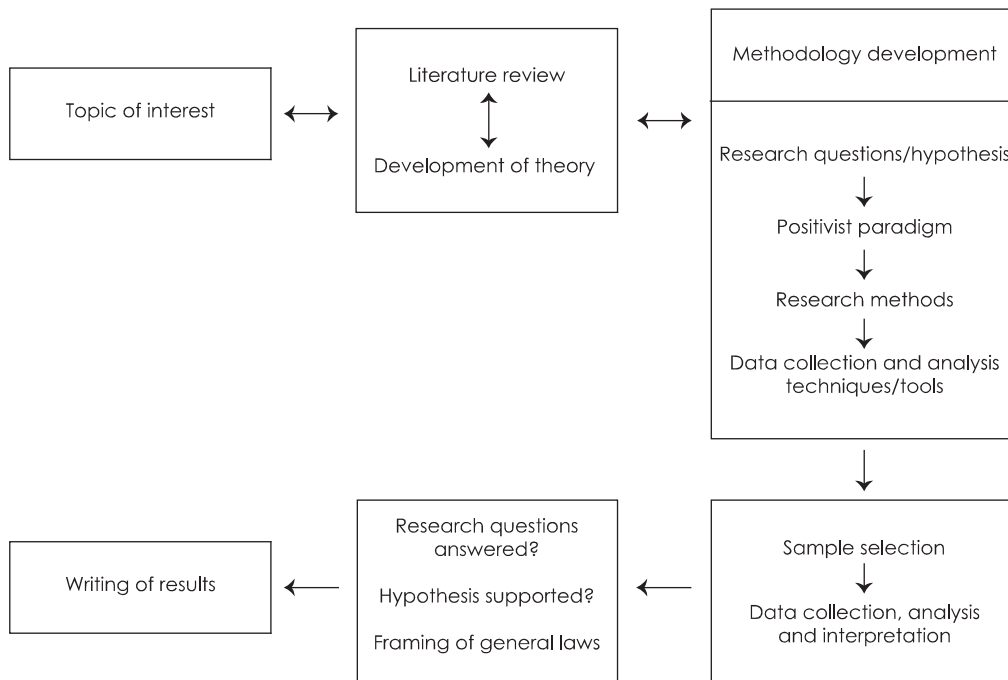 Topic of interest
Literature review
Development of theory
Methodology development
Research questions/hypothesis
Positivist paradigm
Research methods
Data collection and analysis
techniques/tools
Sample selection
Data collection, analysis
and interpretation
Research questions
answered?
Hypothesis supported?
Framing of general laws
Writing of results